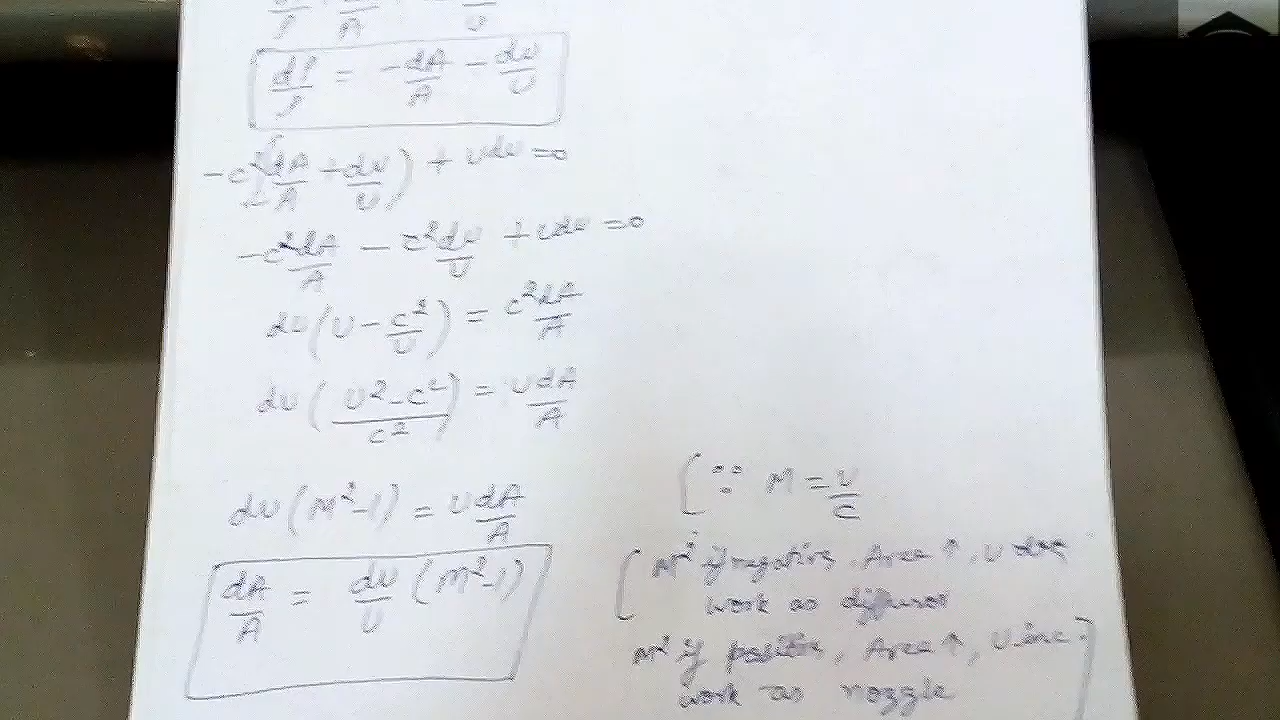 dρ/ρ = -dA/A - dU/U
-c²(dA/A + dU/U) + UdU = 0
-c²dA/A - c²dU/U + UdU = 0
dU(U - c²/U) = c²dA/A
dU(U² - c²/c²) = UdA/A
dU(M² - 1) = UdA/A
[∵ M = U/c
dA/A = dU/U (M² - 1)
[M² if negative, Area ↑, U dec
work as diffuser
M² if positive, Area ↑, U inc.
work as nozzle]